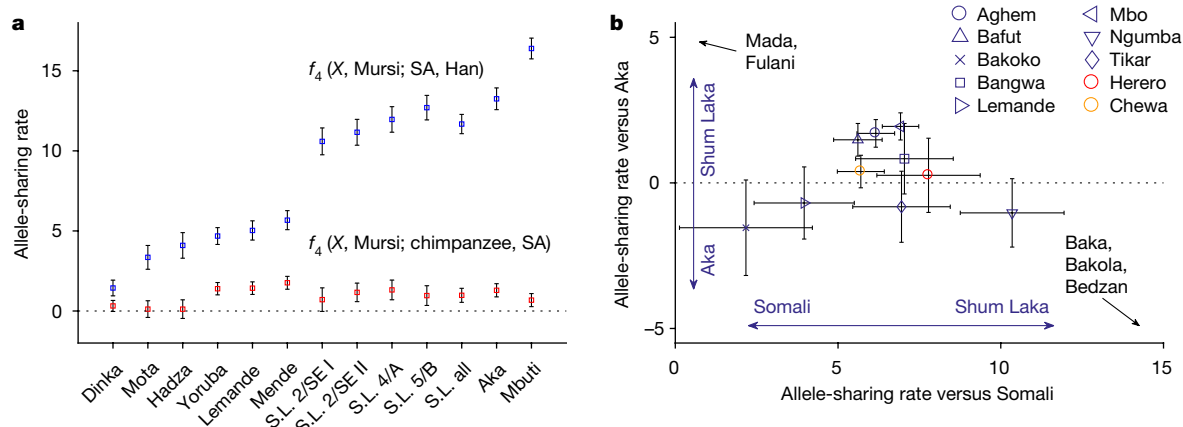 a
Allele-sharing rate
15
10
5
0
f4 (X, Mursi; SA, Han)
f4 (X, Mursi; chimpanzee, SA)
Dinka
Mota
Hadza
Yoruba
Lemande
Mende
S.L. 2/SE I
S.L. 2/SE II
S.L. 4/A
S.L. 5/B
S.L. all
Aka
Mbuti
b
Allele-sharing rate versus Aka
5
0
−5
Mada,
Fulani
Aghem
Bafut
Bakoko
Bangwa
Lemande
Mbo
Ngumba
Tikar
Herero
Chewa
Shum Laka
Aka
Somali
Shum Laka
Baka,
Bakola,
Bedzan
0
5
10
15
Allele-sharing rate versus Somali